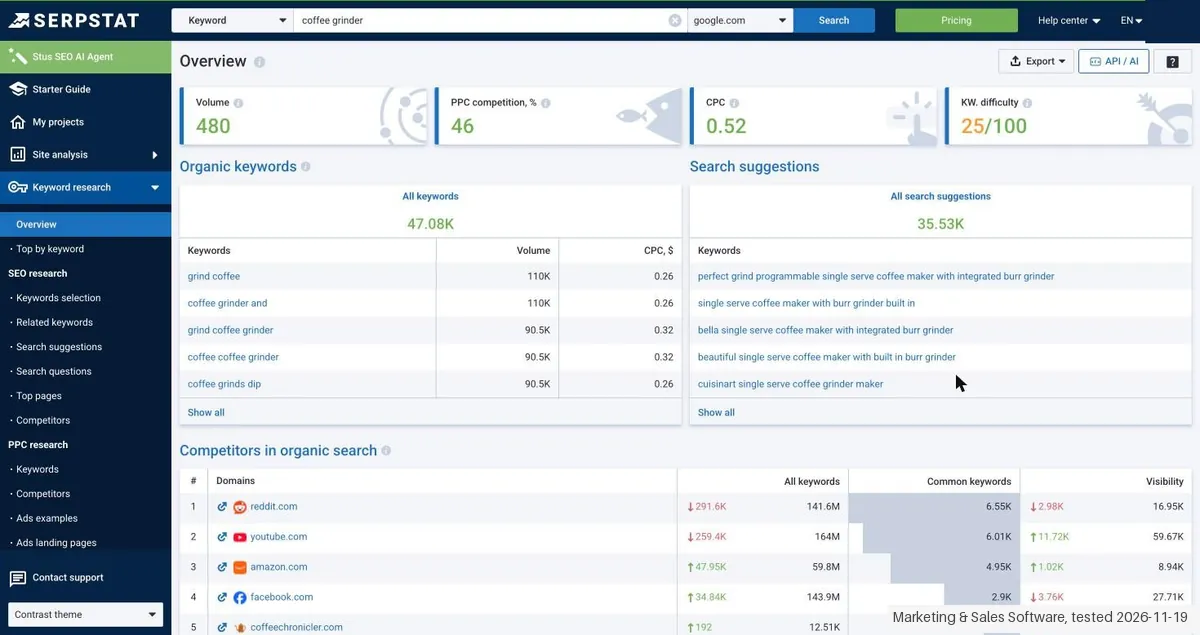 SERPSTAT
Keyword
coffee grinder
google.com
Search
Pricing
Help center
EN
Stus SEO AI Agent
Starter Guide
My projects
Site analysis
Keyword research
Overview
· Top by keyword
SEO research
· Keywords selection
· Related keywords
· Search suggestions
· Search questions
· Top pages
· Competitors
PPC research
· Keywords
· Competitors
· Ads examples
· Ads landing pages
Contact support
Contrast theme
Overview
Export
API / AI
?
Volume
480
PPC competition, %
46
CPC
0.52
KW. difficulty
25/100
Organic keywords
All keywords
47.08K
Keywords Volume CPC, $
grind coffee 110K 0.26
coffee grinder and 110K 0.26
grind coffee grinder 90.5K 0.32
coffee coffee grinder 90.5K 0.32
coffee grinds dip 90.5K 0.26
Show all
Search suggestions
All search suggestions
35.53K
Keywords
perfect grind programmable single serve coffee maker with integrated burr grinder
single serve coffee maker with burr grinder built in
bella single serve coffee maker with integrated burr grinder
beautiful single serve coffee maker with built in burr grinder
cuisinart single serve coffee grinder maker
Show all
Competitors in organic search
# Domains All keywords Common keywords Visibility
1 reddit.com ↓291.6K 141.6M 6.55K ↓2.98K 16.95K
2 youtube.com ↓259.4K 164M 6.01K ↑11.72K 59.67K
3 amazon.com ↑47.95K 59.8M 4.95K ↑1.02K 8.94K
4 facebook.com ↑34.84K 143.9M 2.9K ↓3.76K 27.71K
5 coffeechronicler.com ↑192 12.51K
Marketing & Sales Software, tested 2026-11-19